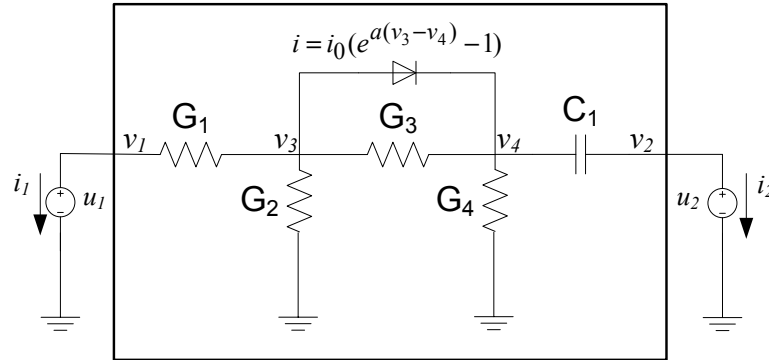 i = i₀(e^{a(v₃−v₄)} −1)
G₁ G₃ C₁
v₁ v₃ v₄ v₂
i₁ + − u₁ G₂ G₄ u₂ + − i₂